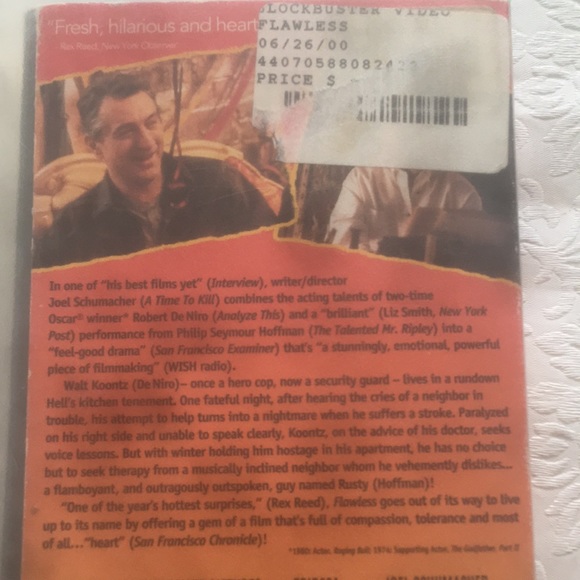 "Fresh, hilarious and heart
Rex Reed, New York Observer
BLOCKBUSTER VIDEO
FLAWLESS
06/26/00
PRICE $
In one of "his best films yet" (Interview), writer/director
Joel Schumacher (A Time To Kill) combines the acting talents of two-time
Oscar® winner* Robert De Niro (Analyze This) and a "brilliant" (Liz Smith, New York
Post) performance from Philip Seymour Hoffman (The Talented Mr. Ripley) into a
"feel-good drama" (San Francisco Examiner) that's "a stunningly, emotional, powerful
piece of filmmaking" (WISH radio).
Walt Koontz (De Niro)– once a hero cop, now a security guard – lives in a rundown
Hell's kitchen tenement. One fateful night, after hearing the cries of a neighbor in
trouble, his attempt to help turns into a nightmare when he suffers a stroke. Paralyzed
on his right side and unable to speak clearly, Koontz, on the advice of his doctor, seeks
voice lessons. But with winter holding him hostage in his apartment, he has no choice
but to seek therapy from a musically inclined neighbor whom he vehemently dislikes...
a flamboyant, and outragously outspoken, guy named Rusty (Hoffman)!
"One of the year's hottest surprises," (Rex Reed), Flawless goes out of its way to live
up to its name by offering a gem of a film that's full of compassion, tolerance and most
of all..."heart" (San Francisco Chronicle)!
*1980: Actor, Raging Bull; 1974: Supporting Actor, The Godfather, Part II